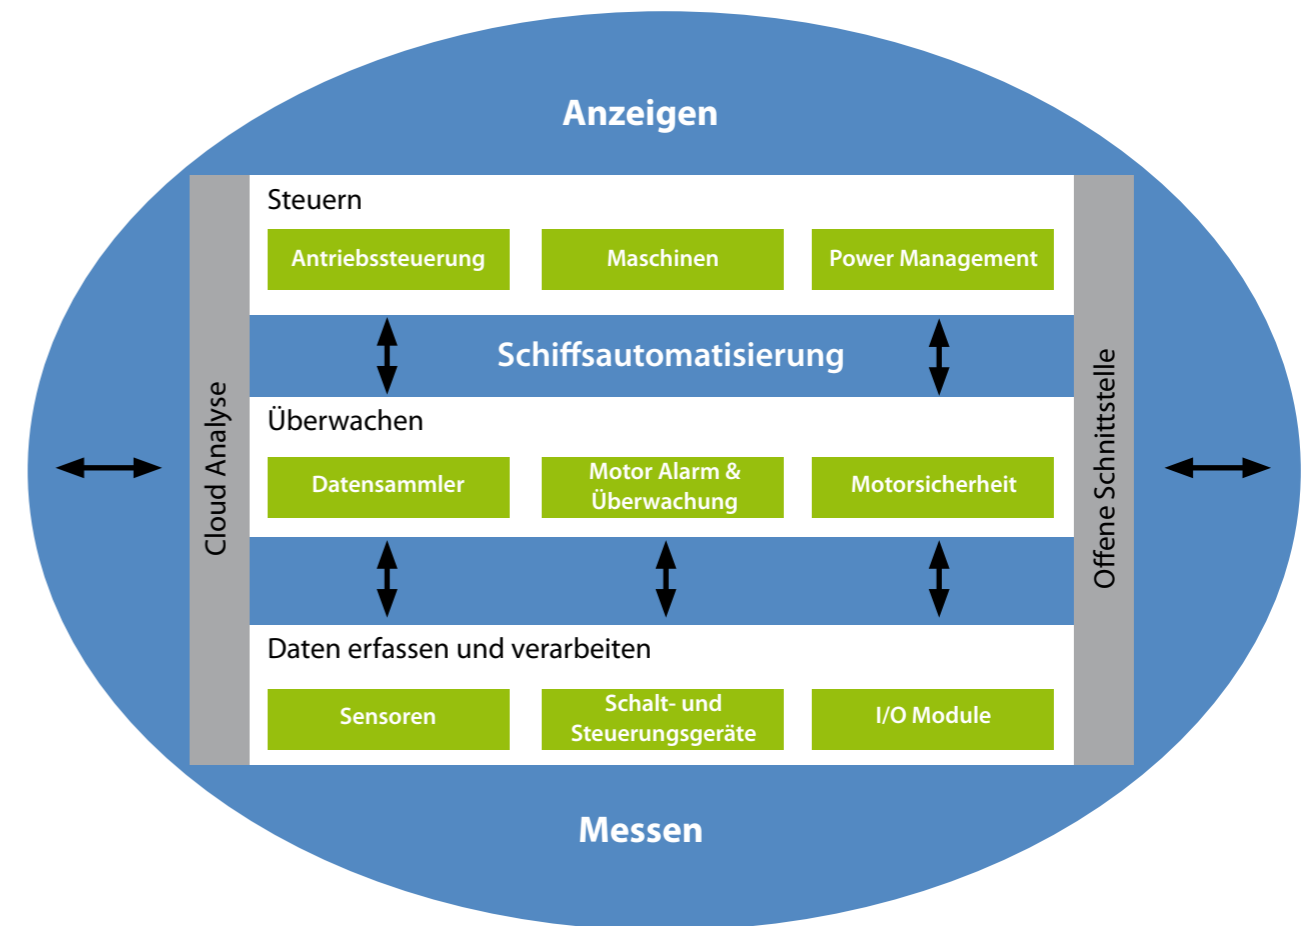 Anzeigen
Steuern
Antriebssteuerung
Maschinen
Power Management
Schiffsautomatisierung
Cloud Analyse
Offene Schnittstelle
Überwachen
Datensammler
Motor Alarm &
Überwachung
Motorsicherheit
Daten erfassen und verarbeiten
Sensoren
Schalt- und
Steuerungsgeräte
I/O Module
Messen